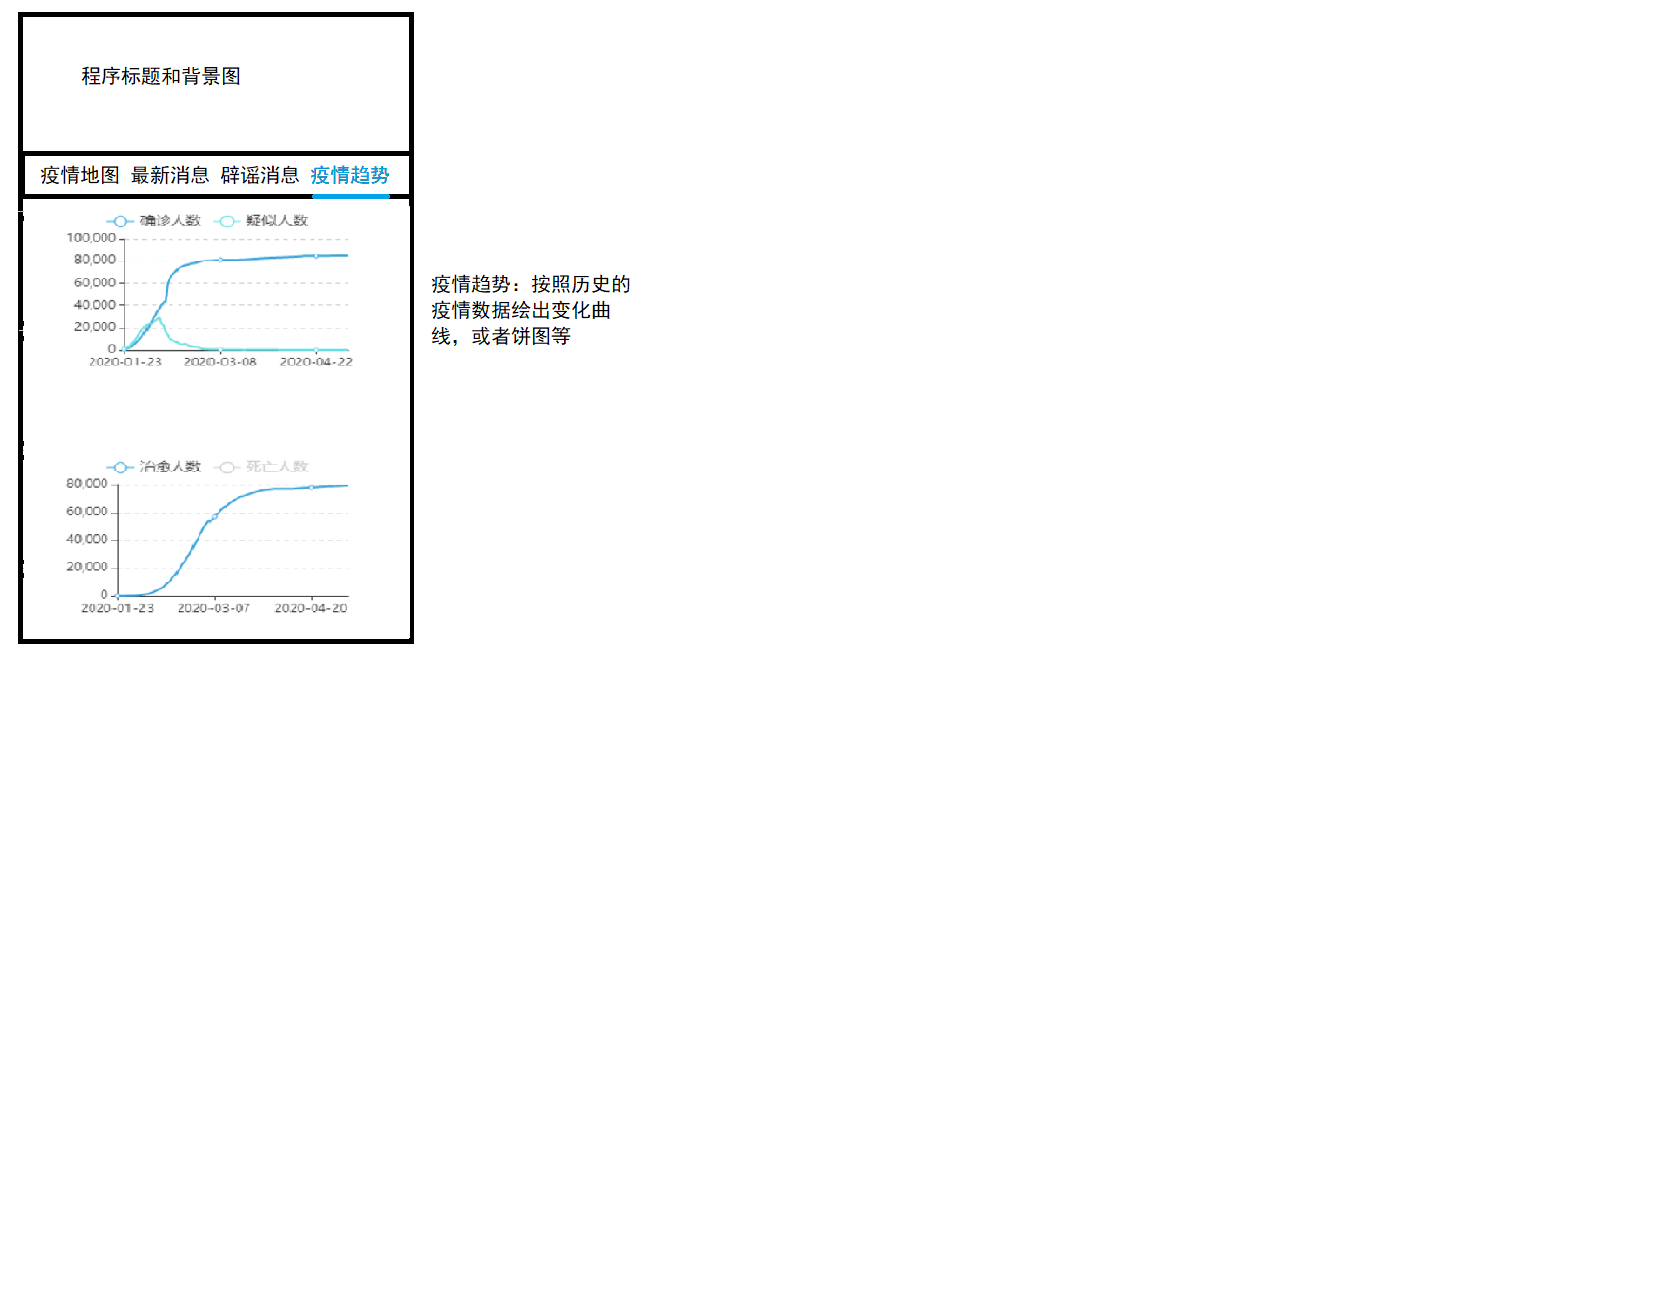 程序标题和背景图
疫情地图 最新消息 辟谣消息 疫情趋势
确诊人数 疑似人数
100,000
80,000
60,000
40,000
20,000
0
2020-01-23 2020-03-08 2020-04-22
疫情趋势：按照历史的
疫情数据绘出变化曲
线，或者饼图等
治愈人数 死亡人数
80,000
60,000
40,000
20,000
0
2020-01-23 2020-03-07 2020-04-20